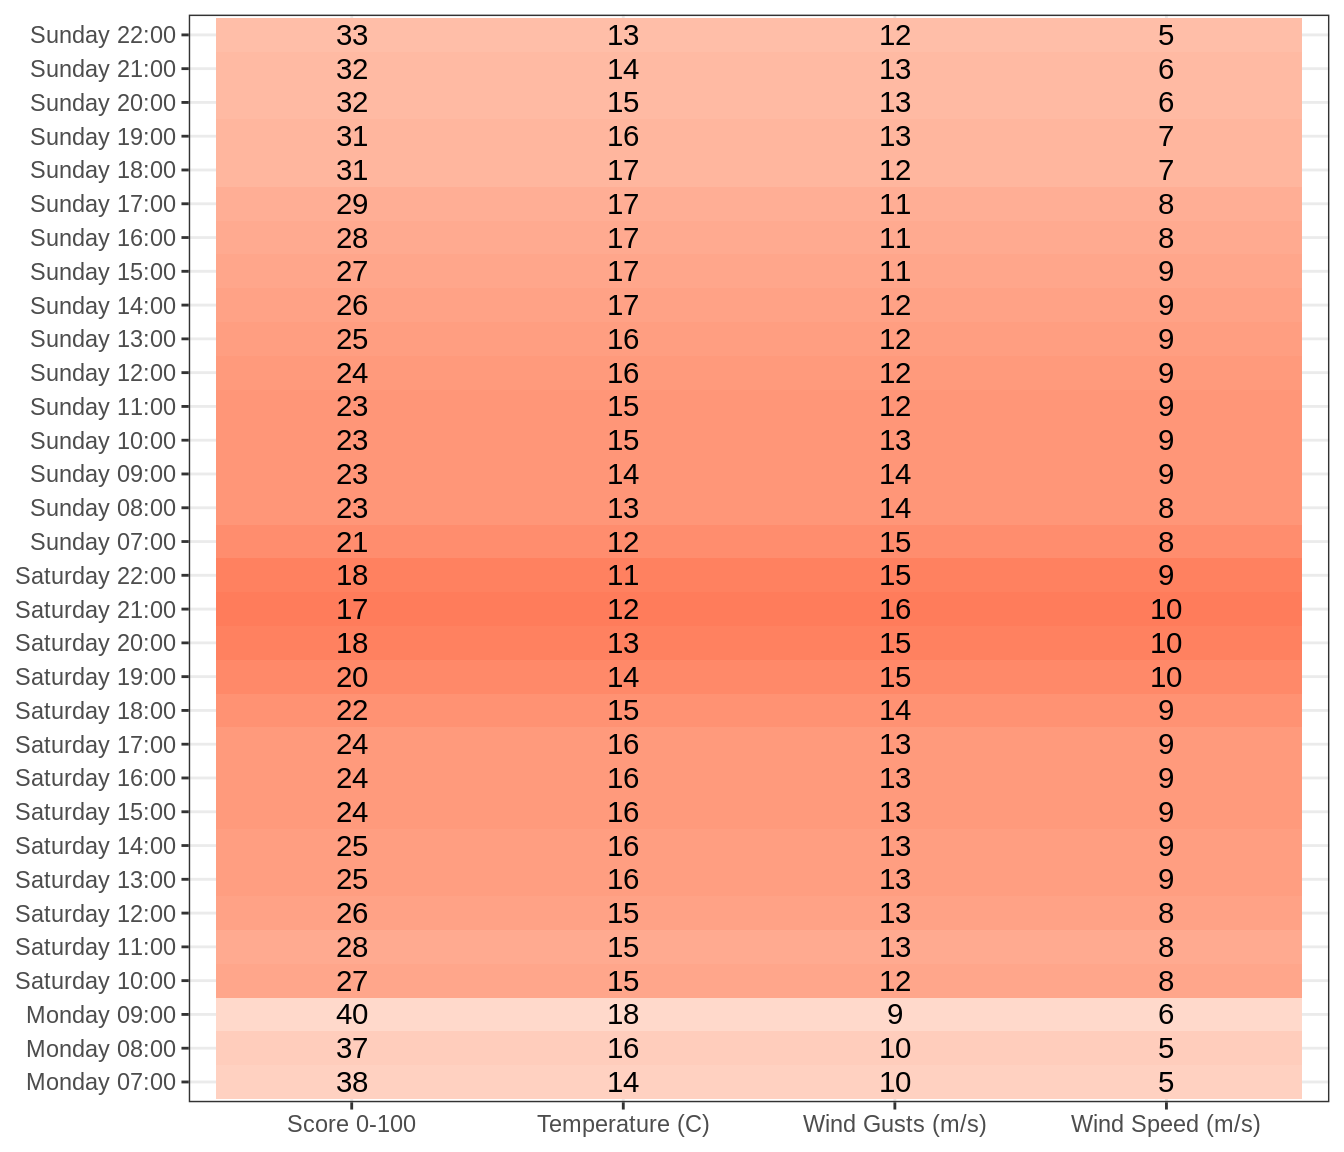 Sunday 22:00 33 13 12 5
Sunday 21:00 32 14 13 6
Sunday 20:00 32 15 13 6
Sunday 19:00 31 16 13 7
Sunday 18:00 31 17 12 7
Sunday 17:00 29 17 11 8
Sunday 16:00 28 17 11 8
Sunday 15:00 27 17 11 9
Sunday 14:00 26 17 12 9
Sunday 13:00 25 16 12 9
Sunday 12:00 24 16 12 9
Sunday 11:00 23 15 12 9
Sunday 10:00 23 15 13 9
Sunday 09:00 23 14 14 9
Sunday 08:00 23 13 14 8
Sunday 07:00 21 12 15 8
Saturday 22:00 18 11 15 9
Saturday 21:00 17 12 16 10
Saturday 20:00 18 13 15 10
Saturday 19:00 20 14 15 10
Saturday 18:00 22 15 14 9
Saturday 17:00 24 16 13 9
Saturday 16:00 24 16 13 9
Saturday 15:00 24 16 13 9
Saturday 14:00 25 16 13 9
Saturday 13:00 25 16 13 9
Saturday 12:00 26 15 13 8
Saturday 11:00 28 15 13 8
Saturday 10:00 27 15 12 8
Monday 09:00 40 18 9 6
Monday 08:00 37 16 10 5
Monday 07:00 38 14 10 5
Score 0-100 Temperature (C) Wind Gusts (m/s) Wind Speed (m/s)